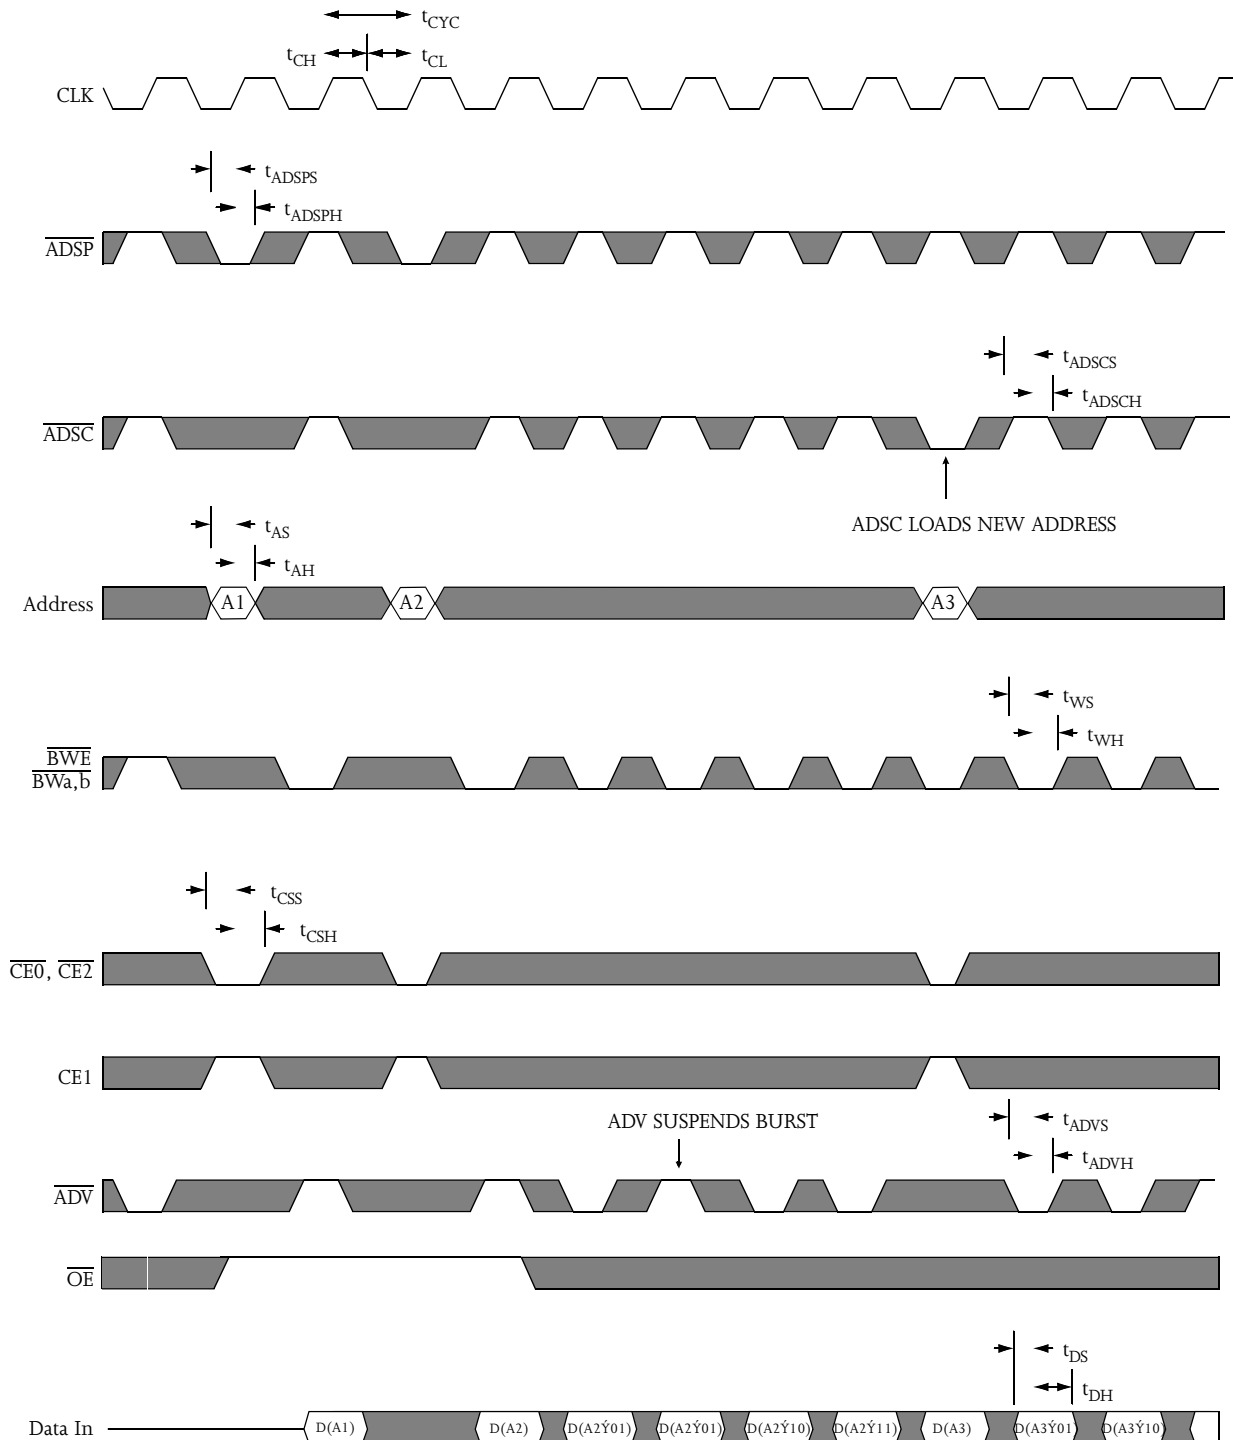 tCYC
tCH tCL
CLK
tADSPS
tADSPH
ADSP
tADSCS
tADSCH
ADSC
ADSC LOADS NEW ADDRESS
tAS
tAH
Address A1 A2 A3
tWS
tWH
BWE
BWa,b
tCSS
tCSH
CE0, CE2
CE1
ADV SUSPENDS BURST
tADVS
tADVH
ADV
OE
tDS
tDH
Data In D(A1) D(A2) D(A2Ý01) D(A2Ý01) D(A2Ý10) D(A2Ý11) D(A3) D(A3Ý01) D(A3Ý10)